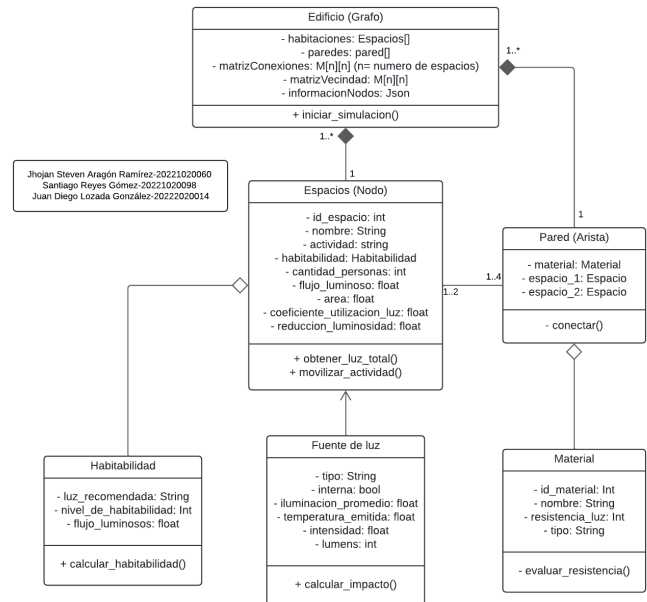 Edificio (Grafo)
- habitaciones: Espacios[]
- paredes: pared[]
- matrizConexiones: M[n][n] (n= numero de espacios)
- matrizVecindad: M[n][n]
- informacionNodos: Json
+ iniciar_simulacion()
1..*
1..*
Jhojan Steven Aragón Ramírez-20221020060
Santiago Reyes Gómez-20221020098
Juan Diego Lozada González-20222020014
1
Espacios (Nodo)
- id_espacio: int
- nombre: String
- actividad: string
- habitabilidad: Habitabilidad
- cantidad_personas: int
- flujo_luminoso: float
- area: float
- coeficiente_utilizacion_luz: float
- reduccion_luminosidad: float
+ obtener_luz_total()
+ movilizar_actividad()
1..2
1..4
1
Pared (Arista)
- material: Material
- espacio_1: Espacio
- espacio_2: Espacio
- conectar()
Habitabilidad
- luz_recomendada: String
- nivel_de_habitabilidad: Int
- flujo_luminosos: float
+ calcular_habitabilidad()
Fuente de luz
- tipo: String
- interna: bool
- iluminacion_promedio: float
- temperatura_emitida: float
- intensidad: float
- lumens: int
+ calcular_impacto()
Material
- id_material: Int
- nombre: String
- resistencia_luz: Int
- tipo: String
- evaluar_resistencia()